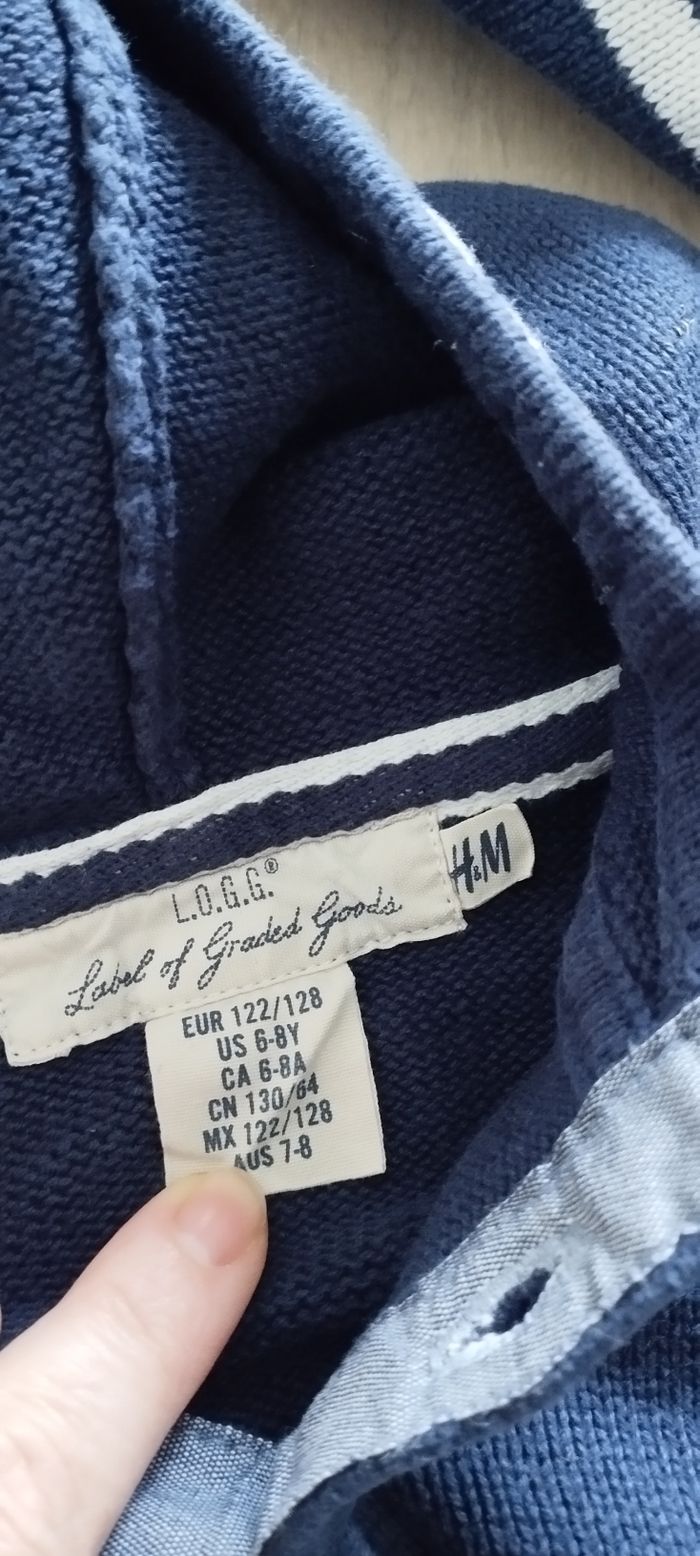 L.O.G.G.®
Label of Graded Goods
H&M
EUR 122/128
US 6-8Y
CA 6-8A
CN 130/64
MX 122/128
AUS 7-8